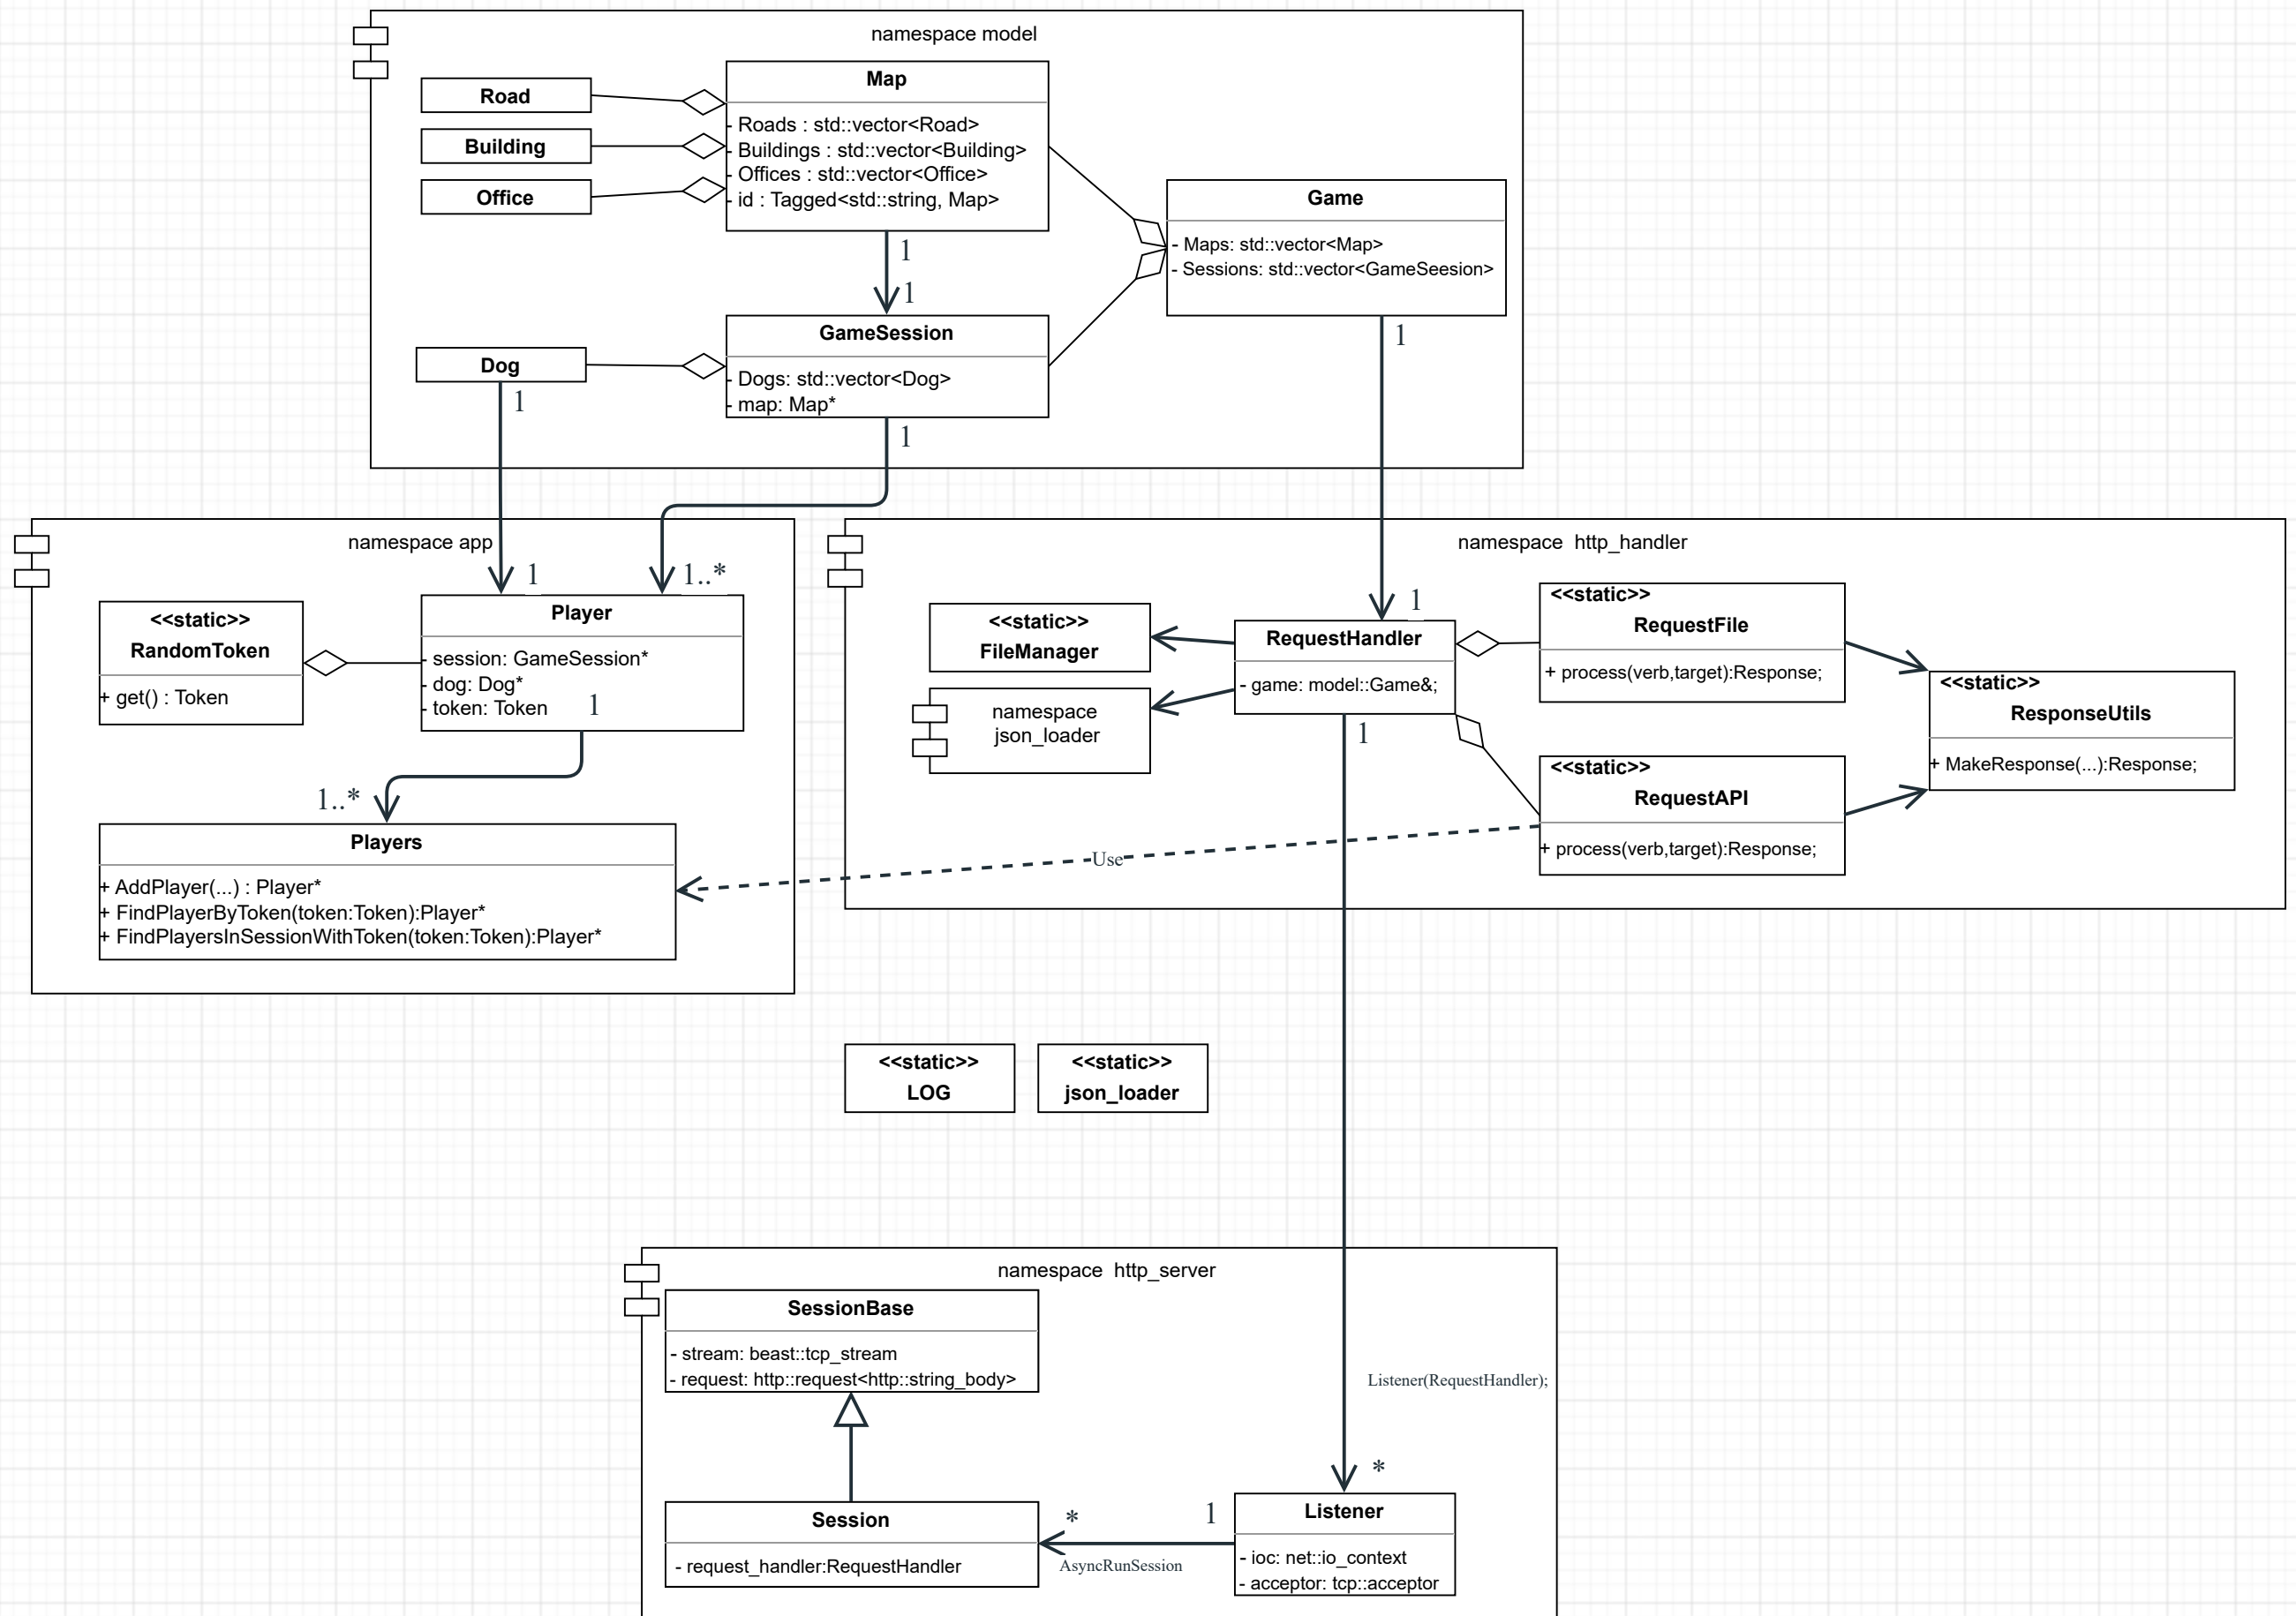 namespace model
Road
Building
Office
Map
- Roads : std::vector<Road>
- Buildings : std::vector<Building>
- Offices : std::vector<Office>
- id : Tagged<std::string, Map>
Game
- Maps: std::vector<Map>
- Sessions: std::vector<GameSeesion>
1
1
1
Dog
1
GameSession
- Dogs: std::vector<Dog>
- map: Map*
1
namespace app
1
1..*
<<static>>
RandomToken
+ get() : Token
Player
- session: GameSession*
- dog: Dog*
- token: Token
1
1..*
Players
+ AddPlayer(...) : Player*
+ FindPlayerByToken(token:Token):Player*
+ FindPlayersInSessionWithToken(token:Token):Player*
namespace http_handler
1
<<static>>
FileManager
namespace
json_loader
RequestHandler
- game: model::Game&;
1
<<static>>
RequestFile
+ process(verb,target):Response;
<<static>>
RequestAPI
+ process(verb,target):Response;
<<static>>
ResponseUtils
+ MakeResponse(...):Response;
Use
<<static>>
LOG
<<static>>
json_loader
namespace http_server
SessionBase
- stream: beast::tcp_stream
- request: http::request<http::string_body>
Listener(RequestHandler);
*
Session
- request_handler:RequestHandler
*
1
AsyncRunSession
Listener
- ioc: net::io_context
- acceptor: tcp::acceptor